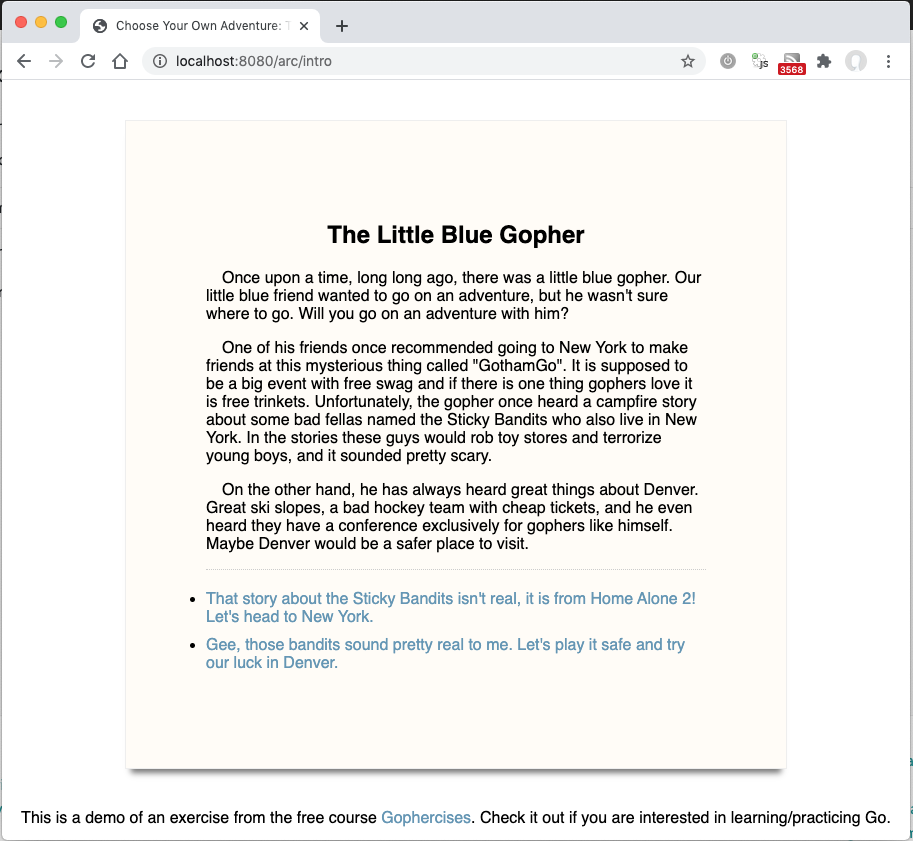 Choose Your Own Adventure: T
localhost:8080/arc/intro
JS
3568
The Little Blue Gopher
Once upon a time, long long ago, there was a little blue gopher. Our
little blue friend wanted to go on an adventure, but he wasn't sure
where to go. Will you go on an adventure with him?
One of his friends once recommended going to New York to make
friends at this mysterious thing called "GothamGo". It is supposed to
be a big event with free swag and if there is one thing gophers love it
is free trinkets. Unfortunately, the gopher once heard a campfire story
about some bad fellas named the Sticky Bandits who also live in New
York. In the stories these guys would rob toy stores and terrorize
young boys, and it sounded pretty scary.
On the other hand, he has always heard great things about Denver.
Great ski slopes, a bad hockey team with cheap tickets, and he even
heard they have a conference exclusively for gophers like himself.
Maybe Denver would be a safer place to visit.
That story about the Sticky Bandits isn't real, it is from Home Alone 2!
Let's head to New York.
Gee, those bandits sound pretty real to me. Let's play it safe and try
our luck in Denver.
This is a demo of an exercise from the free course Gophercises. Check it out if you are interested in learning/practicing Go.